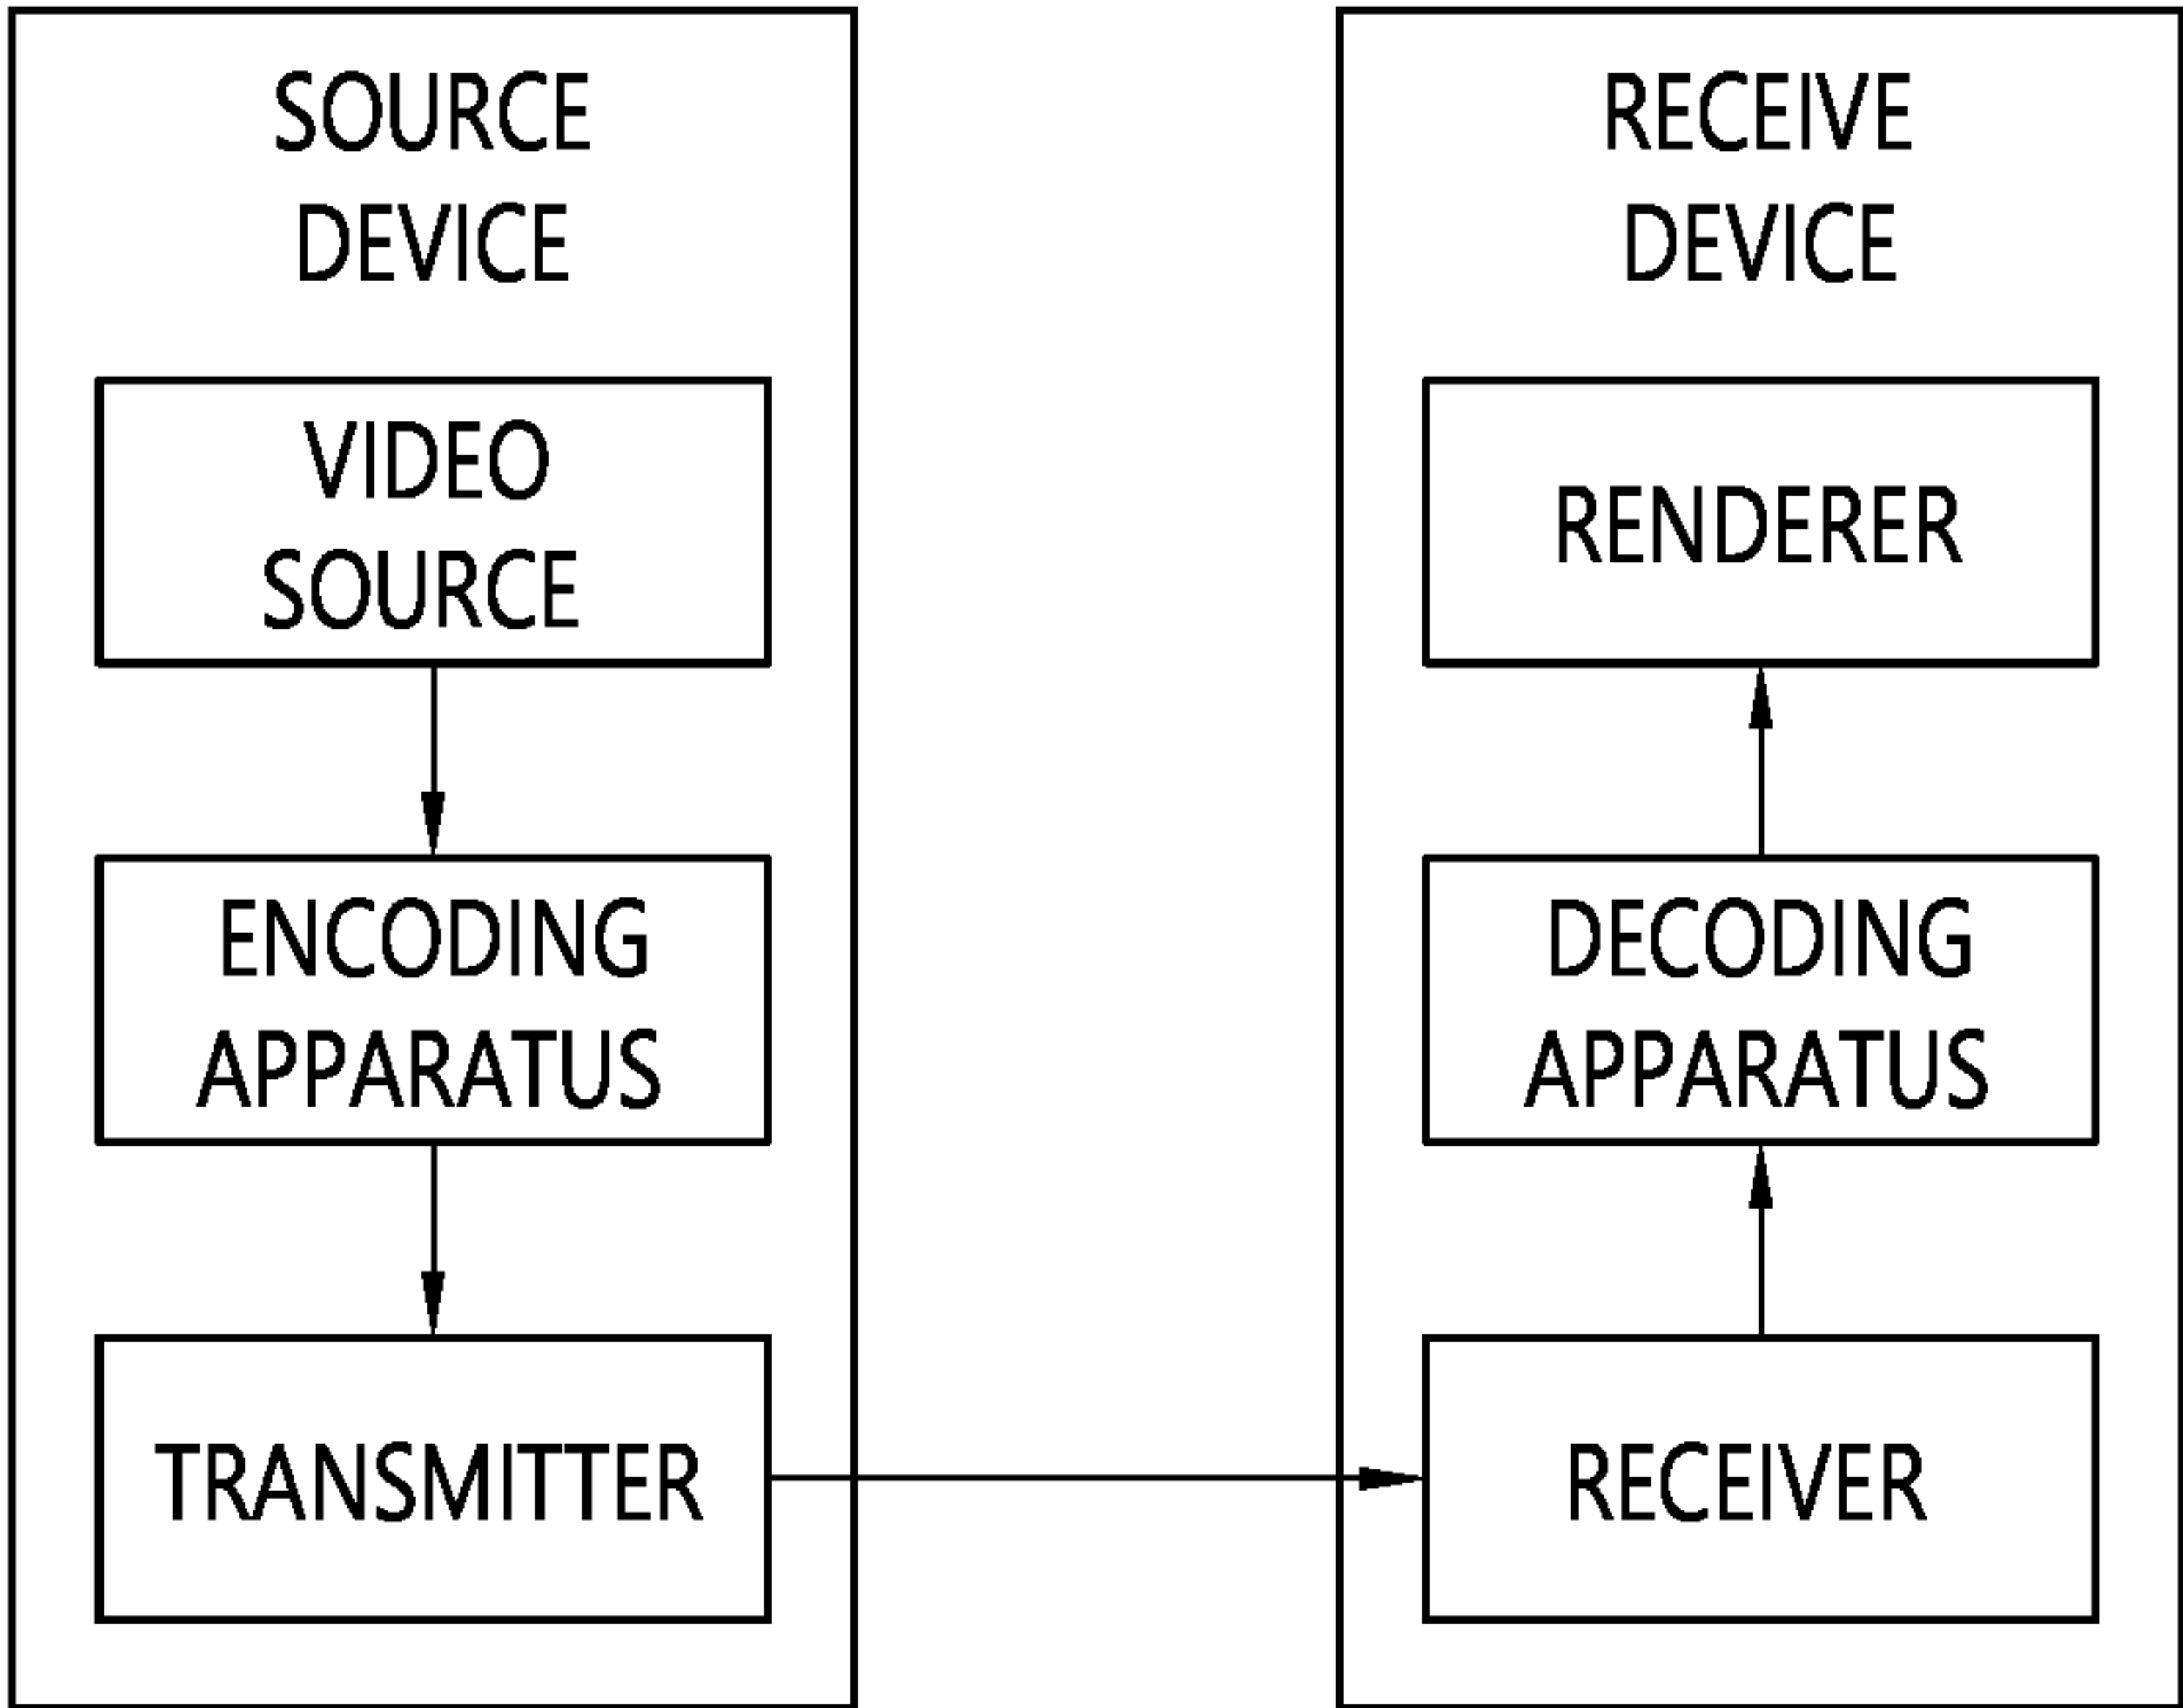 SOURCE
DEVICE
VIDEO
SOURCE
ENCODING
APPARATUS
TRANSMITTER
RECEIVE
DEVICE
RENDERER
DECODING
APPARATUS
RECEIVER